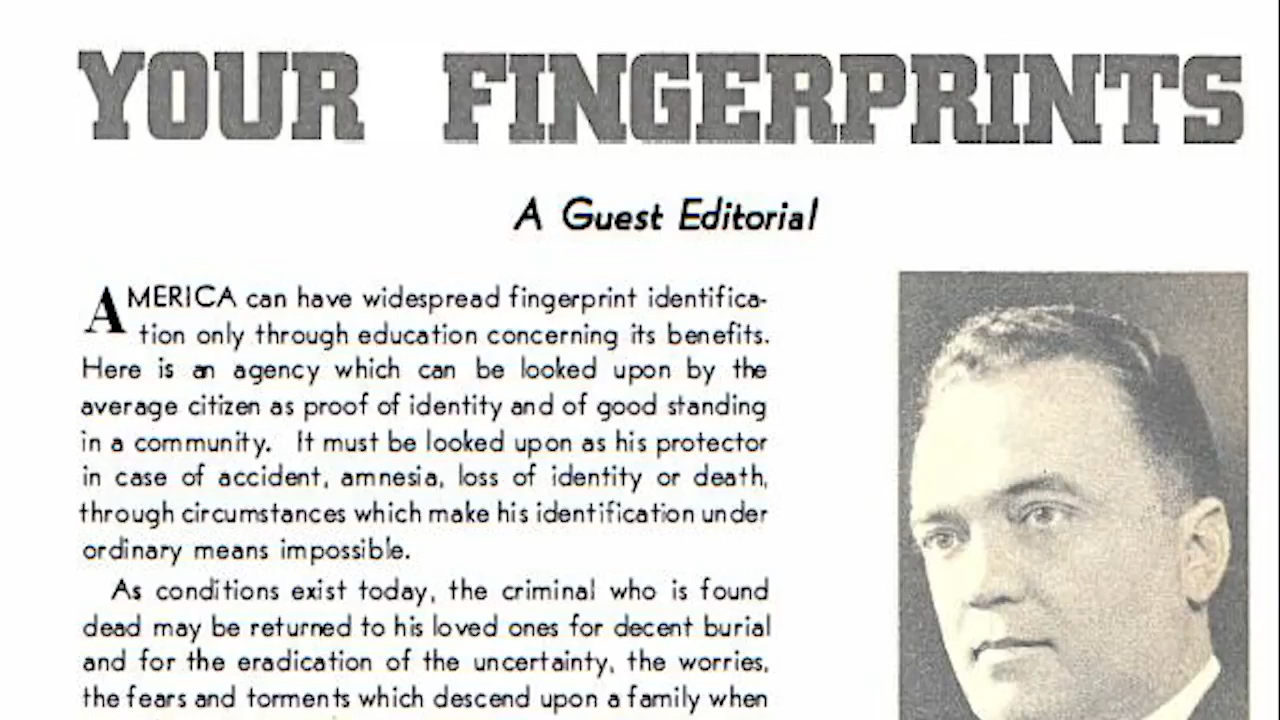 YOUR FINGERPRINTS
A Guest Editorial
AMERICA can have widespread fingerprint identifica-
tion only through education concerning its benefits.
Here is an agency which can be looked upon by the
average citizen as proof of identity and of good standing
in a community. It must be looked upon as his protector
in case of accident, amnesia, loss of identity or death,
through circumstances which make his identification under
ordinary means impossible.
As conditions exist today, the criminal who is found
dead may be returned to his loved ones for decent burial
and for the eradication of the uncertainty, the worries,
the fears and torments which descend upon a family when